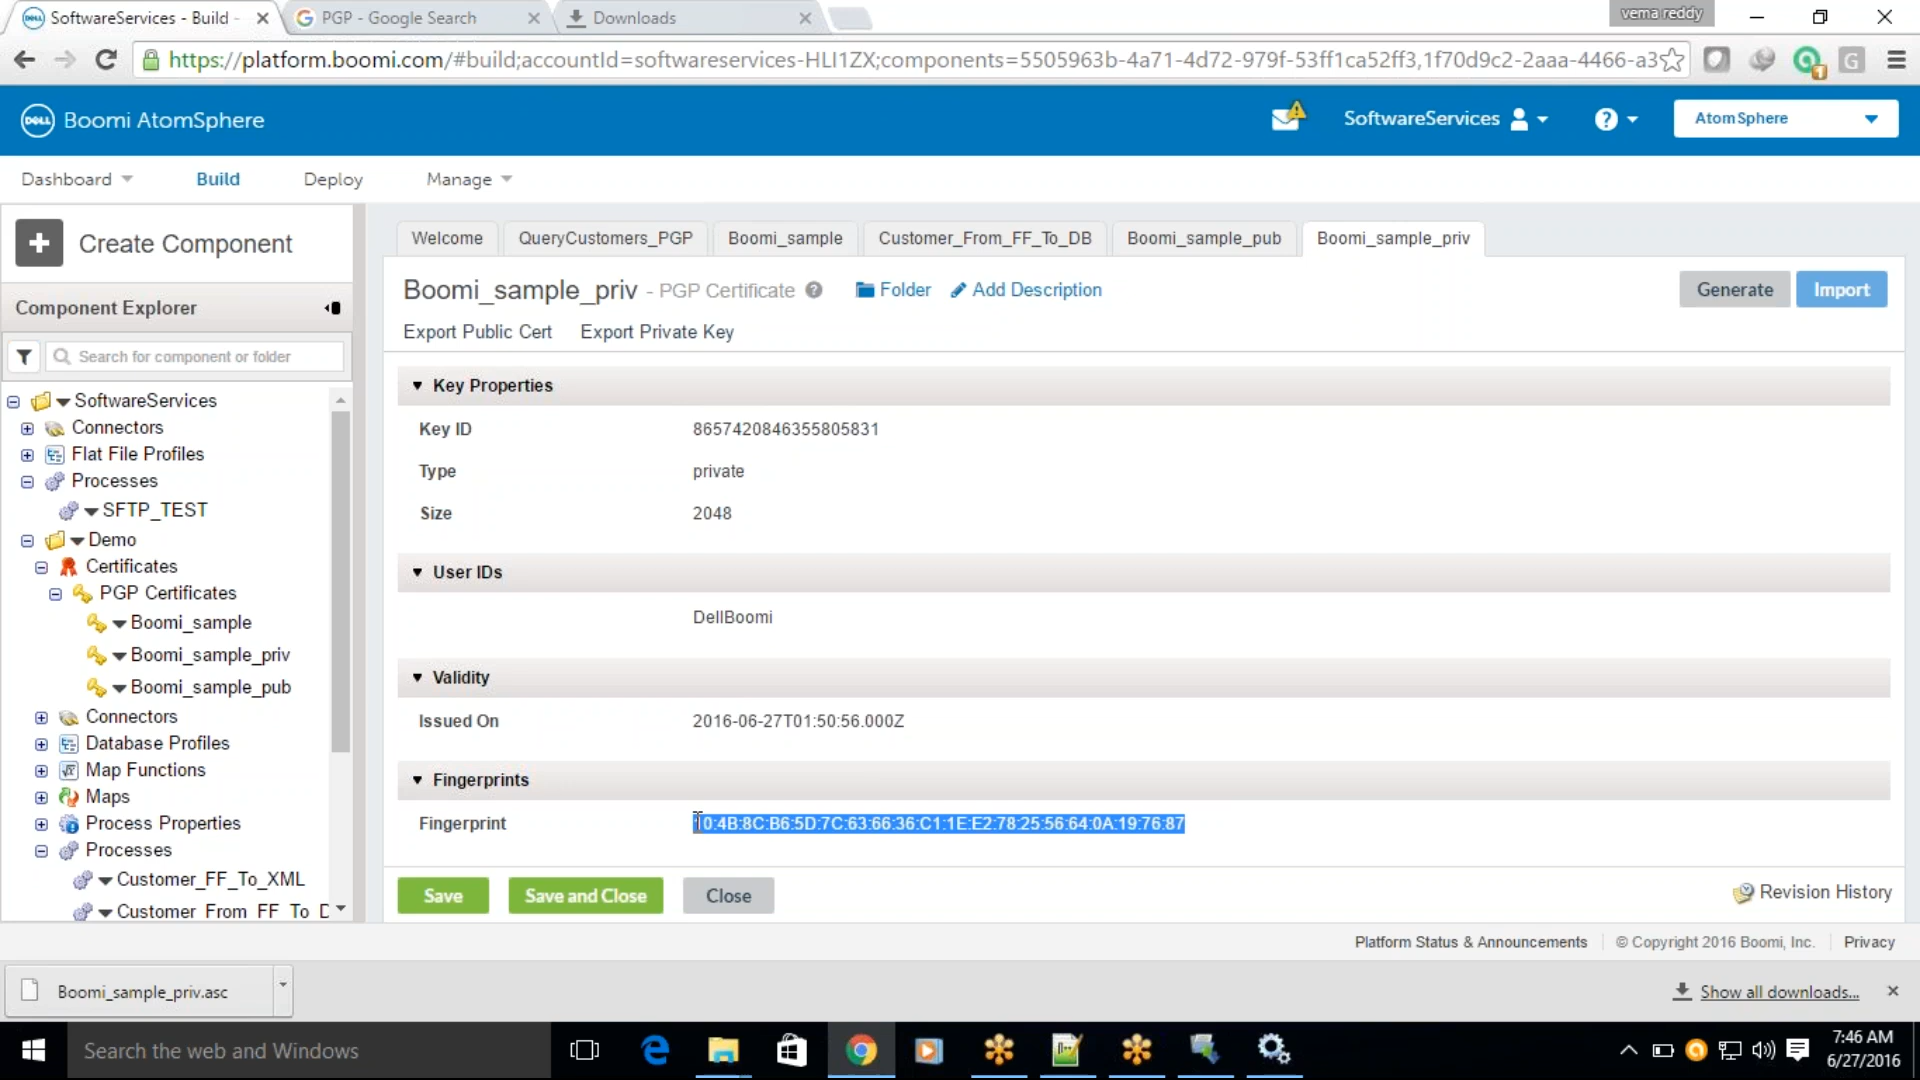 SoftwareServices - Build -
PGP - Google Search
Downloads
vema reddy
https://platform.boomi.com/#build;accountId=softwareservices-HLI1ZX;components=5505963b-4a71-4d72-979f-53ff1ca52ff3,1f70d9c2-2aaa-4466-a3
DELL Boomi AtomSphere
SoftwareServices
AtomSphere
Dashboard Build Deploy Manage
Create Component
Component Explorer
Search for component or folder
SoftwareServices
Connectors
Flat File Profiles
Processes
SFTP_TEST
Demo
Certificates
PGP Certificates
Boomi_sample
Boomi_sample_priv
Boomi_sample_pub
Connectors
Database Profiles
Map Functions
Maps
Process Properties
Processes
Customer_FF_To_XML
Customer_From_FF_To_D
Welcome QueryCustomers_PGP Boomi_sample Customer_From_FF_To_DB Boomi_sample_pub Boomi_sample_priv
Boomi_sample_priv - PGP Certificate Folder Add Description
Generate Import
Export Public Cert Export Private Key
Key Properties
Key ID 8657420846355805831
Type private
Size 2048
User IDs
DellBoomi
Validity
Issued On 2016-06-27T01:50:56.000Z
Fingerprints
Fingerprint 0:4B:8C:B6:5D:7C:63:66:36:C1:1E:E2:78:25:56:64:0A:19:76:87
Save Save and Close Close
Revision History
Platform Status & Announcements © Copyright 2016 Boomi, Inc. Privacy
Boomi_sample_priv.asc
Show all downloads...
Search the web and Windows
7:46 AM
6/27/2016